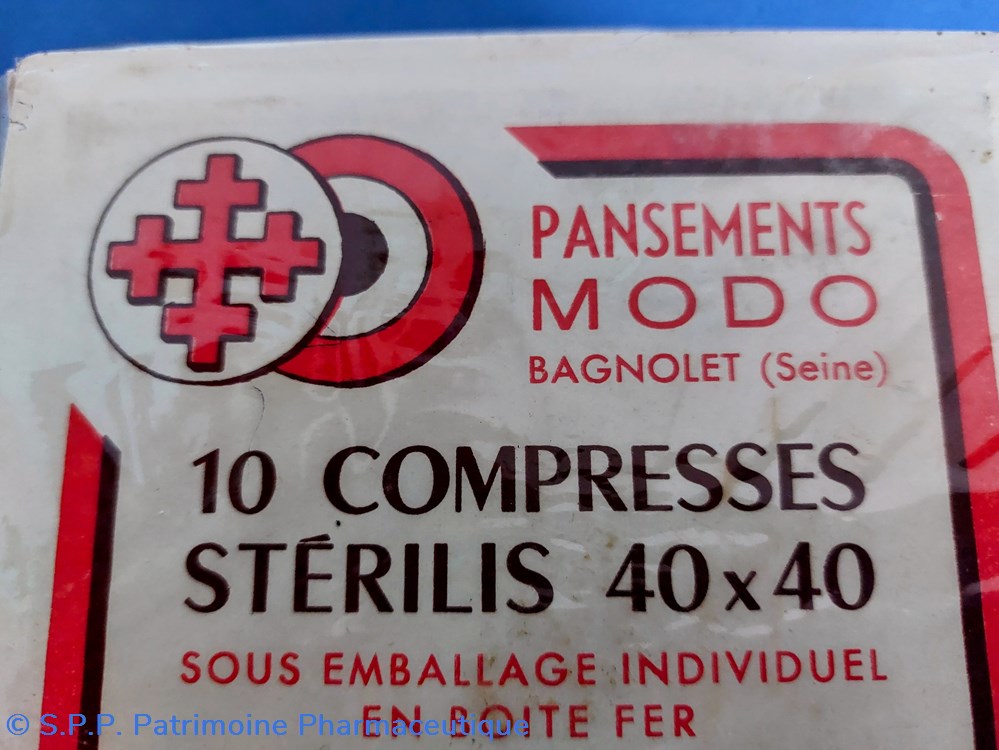 PANSEMENTS
MODO
BAGNOLET (Seine)
10 COMPRESSES
STÉRILIS 40x40
SOUS EMBALLAGE INDIVIDUEL
EN BOITE FER
© S.P.P. Patrimoine Pharmaceutique